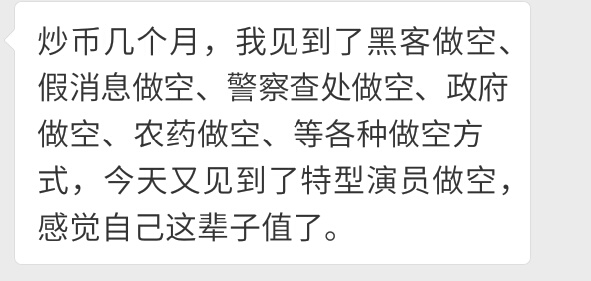 炒币几个月，我见到了黑客做空、
假消息做空、警察查处做空、政府
做空、农药做空、等各种做空方
式，今天又见到了特型演员做空，
感觉自己这辈子值了。